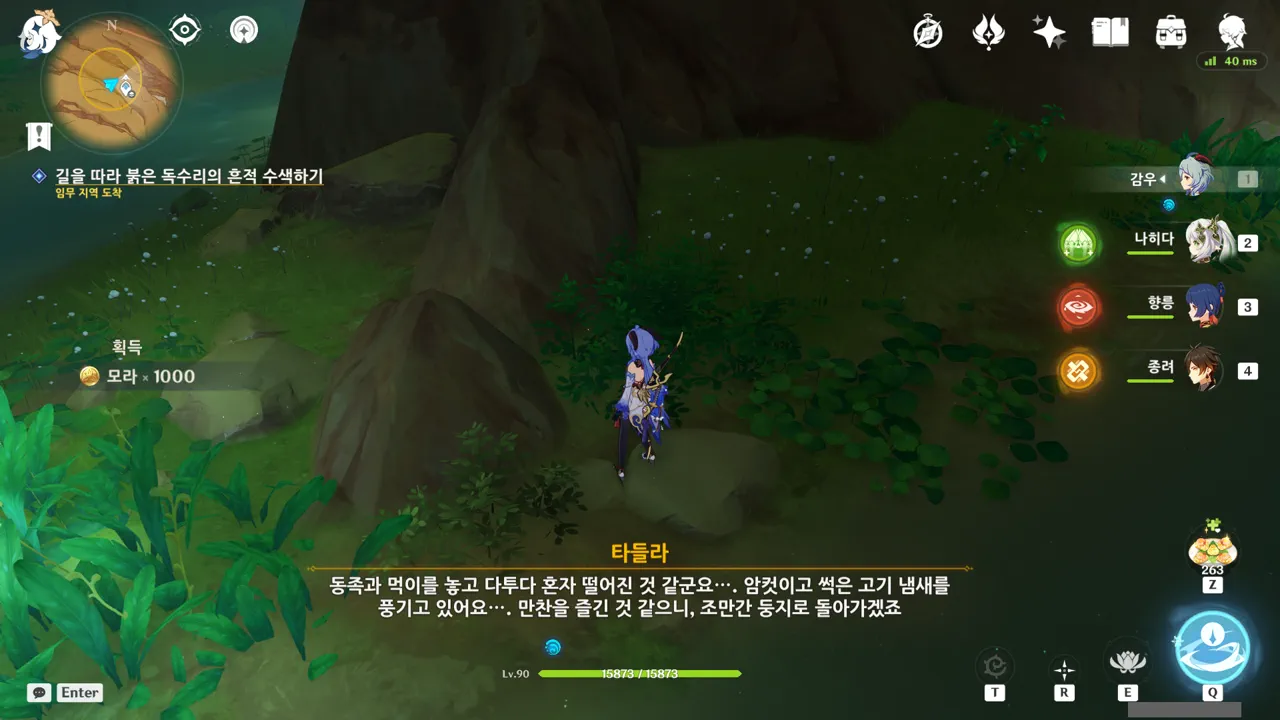 N
40 ms
길을 따라 붉은 독수리의 흔적 수색하기
임무 지역 도착
감우
1
나히다
2
향릉
3
종려
4
획득
모라 × 1000
타들라
동족과 먹이를 놓고 다투다 혼자 떨어진 것 같군요…. 암컷이고 썩은 고기 냄새를
풍기고 있어요…. 만찬을 즐긴 것 같으니, 조만간 둥지로 돌아가겠죠
263
Z
Lv.90
15873 / 15873
Enter
T
R
E
Q